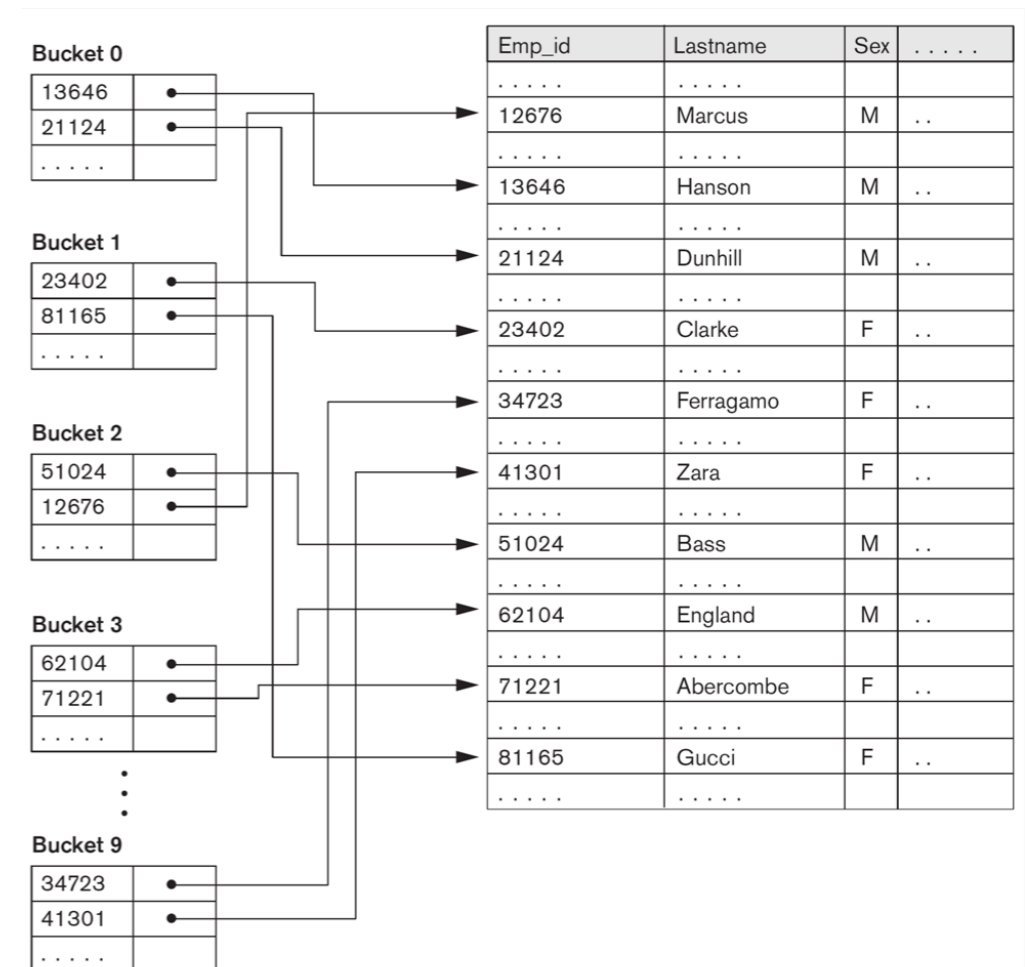 Bucket 0
13646
21124
. . . . .
Bucket 1
23402
81165
. . . . .
Bucket 2
51024
12676
. . . . .
Bucket 3
62104
71221
. . . . .
Bucket 9
34723
41301
. . . . .
Emp_id Lastname Sex . . . . .
. . . . . . . . . .
12676 Marcus M . .
. . . . . . . . . .
13646 Hanson M . .
. . . . . . . . . .
21124 Dunhill M . .
. . . . . . . . . .
23402 Clarke F . .
. . . . . . . . . .
34723 Ferragamo F . .
. . . . . . . . . .
41301 Zara F . .
. . . . . . . . . .
51024 Bass M . .
. . . . . . . . . .
62104 England M . .
. . . . . . . . . .
71221 Abercombe F . .
. . . . . . . . . .
81165 Gucci F . .
. . . . . . . . . .